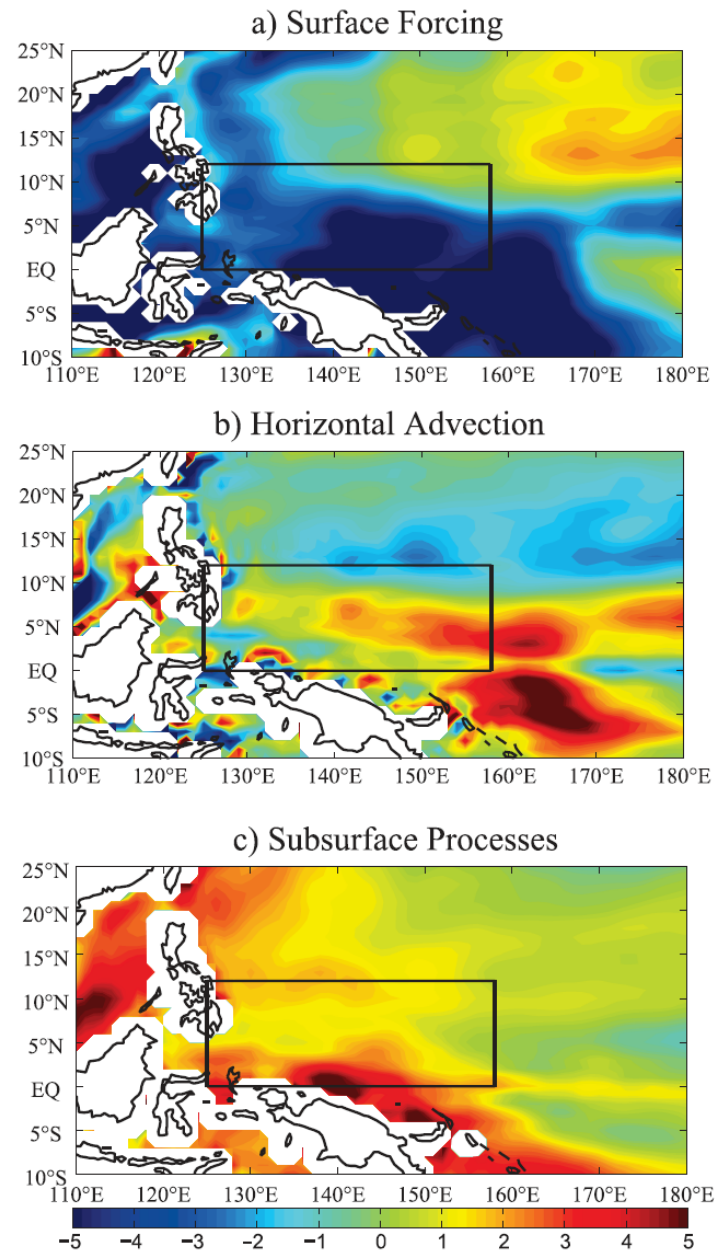 a) Surface Forcing
25°N
20°N
15°N
10°N
5°N
EQ
5°S
10°S
110°E 120°E 130°E 140°E 150°E 160°E 170°E 180°E
b) Horizontal Advection
25°N
20°N
15°N
10°N
5°N
EQ
5°S
10°S
110°E 120°E 130°E 140°E 150°E 160°E 170°E 180°E
c) Subsurface Processes
25°N
20°N
15°N
10°N
5°N
EQ
5°S
10°S
110°E 120°E 130°E 140°E 150°E 160°E 170°E 180°E
−5 −4 −3 −2 −1 0 1 2 3 4 5